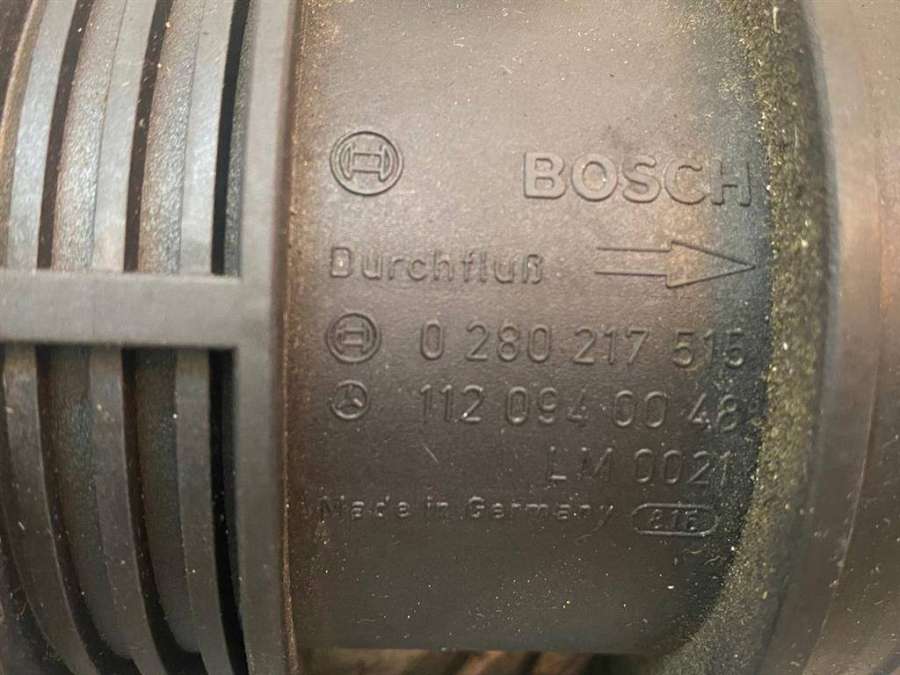 BOSCH
Durchfluß
0 280 217 515
112 094 00 48
LM 0021
Made in Germany